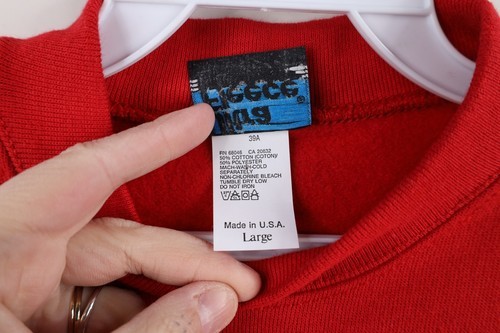 Ultra
Fleece®
39A
RN 68046 CA 20632
50% COTTON (COTON)
50% POLYESTER
MACH-WASH-COLD
SEPARATELY
NON-CHLORINE BLEACH
TUMBLE DRY LOW
DO NOT IRON
Made in U.S.A.
Large